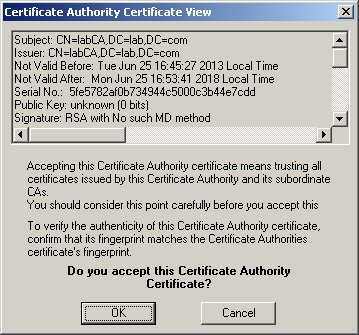 Certificate Authority Certificate View
Subject: CN=labCA,DC=lab,DC=com
Issuer: CN=labCA,DC=lab,DC=com
Not Valid Before: Tue Jun 25 16:45:27 2013 Local Time
Not Valid After:  Mon Jun 25 16:53:41 2018 Local Time
Serial No.:  5fe5782af0b734944c5000c3b44e7cdd
Public Key: unknown (0 bits)
Signature: RSA with No such MD method
Accepting this Certificate Authority certificate means trusting all
certificates issued by this Certificate Authority and its subordinate
CAs.
You should consider this point carefully before you accept this
To verify the authenticity of this Certificate Authority certificate,
confirm that its fingerprint matches the Certificate Authorities
certificate's fingerprint.
Do you accept this Certificate Authority
Certificate?
OK
Cancel